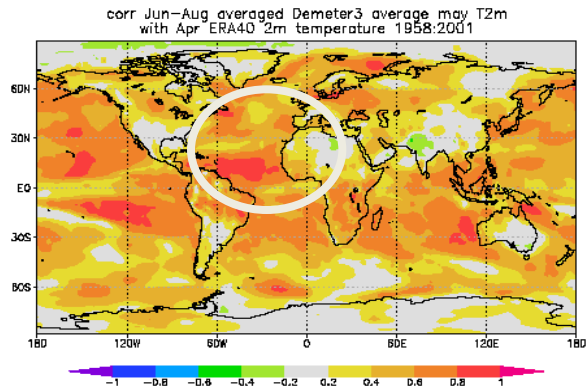 corr Jun-Aug averaged Demeter3 average may T2m
with Apr ERA40 2m temperature 1958:2001
60N
30N
EQ
30S
60S
180 120W 60W 0 60E 120E 180
-1 -0.8 -0.6 -0.4 -0.2 0.2 0.4 0.6 0.8 1